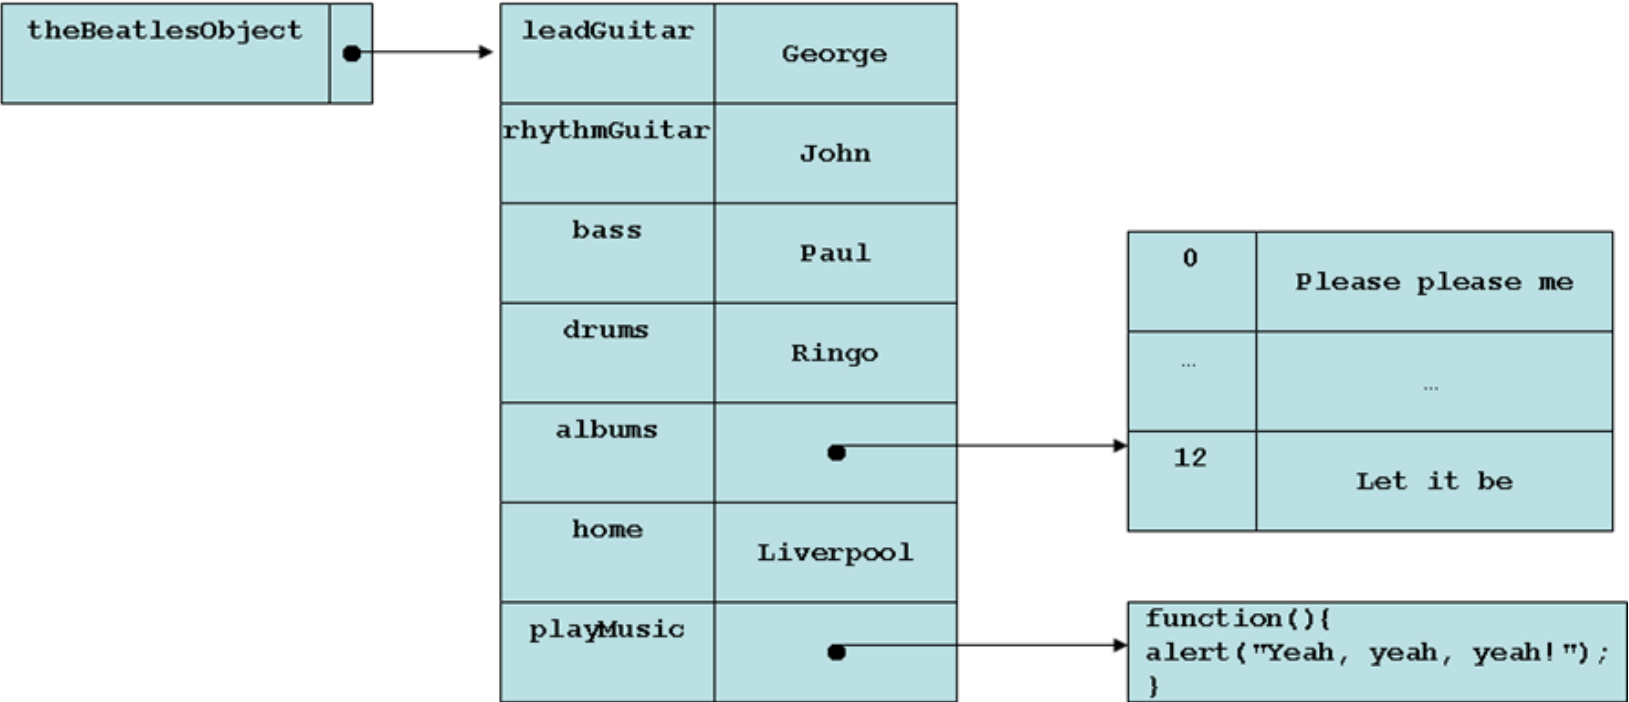 theBeatlesObject
leadGuitar
George
rhythmGuitar
John
bass
Paul
drums
Ringo
albums
home
Liverpool
playMusic
0
Please please me
...
...
12
Let it be
function(){
alert("Yeah, yeah, yeah!");
}